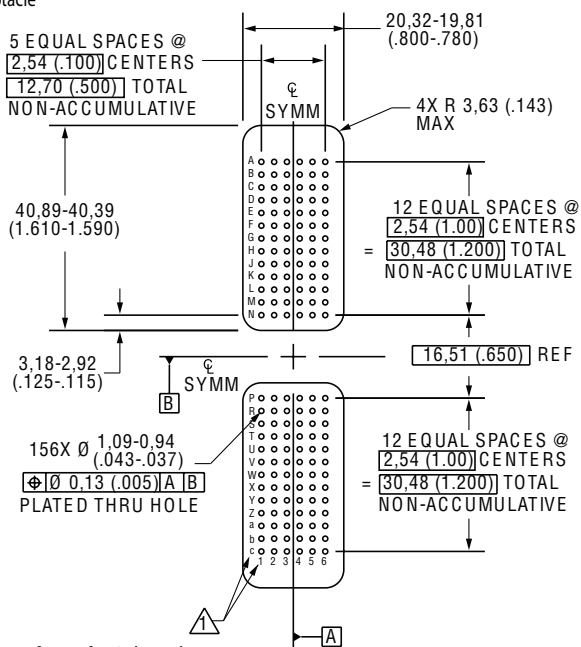 20,32-19,81
(.800-.780)
5 EQUAL SPACES @
2,54 (.100) CENTERS
12,70 (.500) TOTAL
NON-ACCUMULATIVE
℄
SYMM
4X R 3,63 (.143)
MAX
40,89-40,39
(1.610-1.590)
A
B
C
D
E
F
G
H
J
K
L
M
N
12 EQUAL SPACES @
2,54 (1.00) CENTERS
= 30,48 (1.200) TOTAL
NON-ACCUMULATIVE
3,18-2,92
(.125-.115)
℄
SYMM
B
16,51 (.650) REF
156X Ø 1,09-0,94
(.043-.037)
⌖ Ø 0,13 (.005) A B
PLATED THRU HOLE
P
R
S
T
U
V
W
X
Y
Z
a
b
c
1 2 3 4 5 6
12 EQUAL SPACES @
2,54 (1.00) CENTERS
= 30,48 (1.200) TOTAL
NON-ACCUMULATIVE
1
A